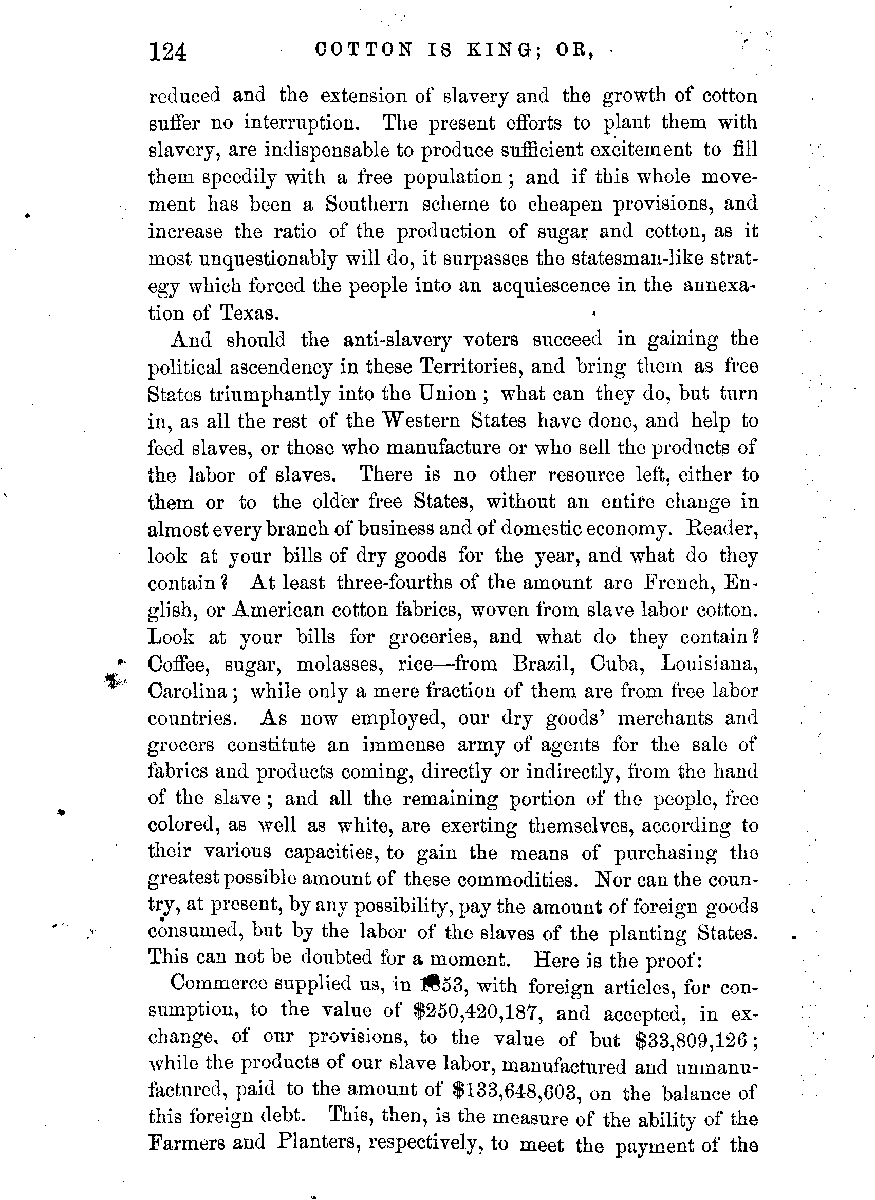 124 COTTON IS KING; OR,
reduced and the extension of slavery and the growth of cotton
suffer no interruption. The present efforts to plant them with
slavery, are indispensable to produce sufficient excitement to fill
them speedily with a free population; and if this whole move-
ment has been a Southern scheme to cheapen provisions, and
increase the ratio of the production of sugar and cotton, as it
most unquestionably will do, it surpasses the statesman-like strat-
egy which forced the people into an acquiescence in the annexa-
tion of Texas.
And should the anti-slavery voters succeed in gaining the
political ascendency in these Territories, and bring them as free
States triumphantly into the Union; what can they do, but turn
in, as all the rest of the Western States have done, and help to
feed slaves, or those who manufacture or who sell the products of
the labor of slaves. There is no other resource left, either to
them or to the older free States, without an entire change in
almost every branch of business and of domestic economy. Reader,
look at your bills of dry goods for the year, and what do they
contain? At least three-fourths of the amount are French, En-
glish, or American cotton fabrics, woven from slave labor cotton.
Look at your bills for groceries, and what do they contain?
Coffee, sugar, molasses, rice—from Brazil, Cuba, Louisiana,
Carolina; while only a mere fraction of them are from free labor
countries. As now employed, our dry goods' merchants and
grocers constitute an immense army of agents for the sale of
fabrics and products coming, directly or indirectly, from the hand
of the slave; and all the remaining portion of the people, free
colored, as well as white, are exerting themselves, according to
their various capacities, to gain the means of purchasing the
greatest possible amount of these commodities. Nor can the coun-
try, at present, by any possibility, pay the amount of foreign goods
consumed, but by the labor of the slaves of the planting States.
This can not be doubted for a moment. Here is the proof:
Commerce supplied us, in 1853, with foreign articles, for con-
sumption, to the value of $250,420,187, and accepted, in ex-
change, of our provisions, to the value of but $33,809,126;
while the products of our slave labor, manufactured and unmanu-
factured, paid to the amount of $133,648,603, on the balance of
this foreign debt. This, then, is the measure of the ability of the
Farmers and Planters, respectively, to meet the payment of the